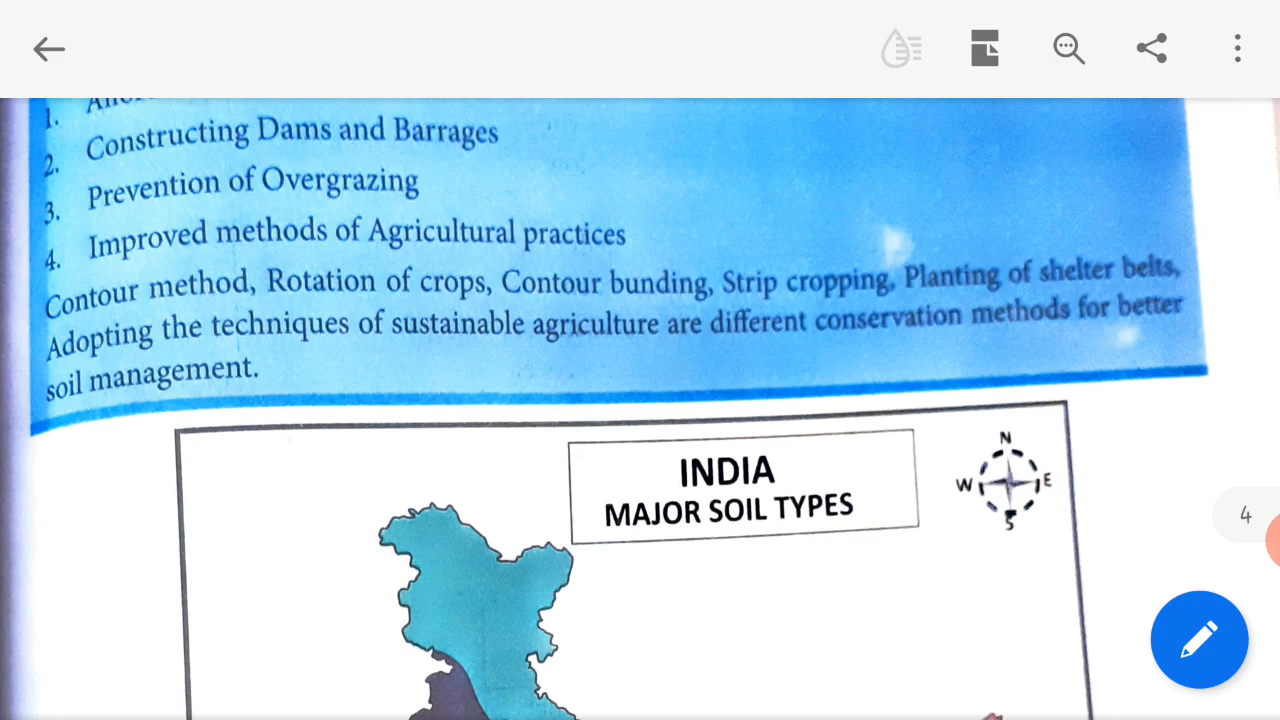 1.
2. Constructing Dams and Barrages
3. Prevention of Overgrazing
4. Improved methods of Agricultural practices
Contour method, Rotation of crops, Contour bunding, Strip cropping, Planting of shelter belts,
Adopting the techniques of sustainable agriculture are different conservation methods for better
soil management.
INDIA
MAJOR SOIL TYPES
N
W E
S
4